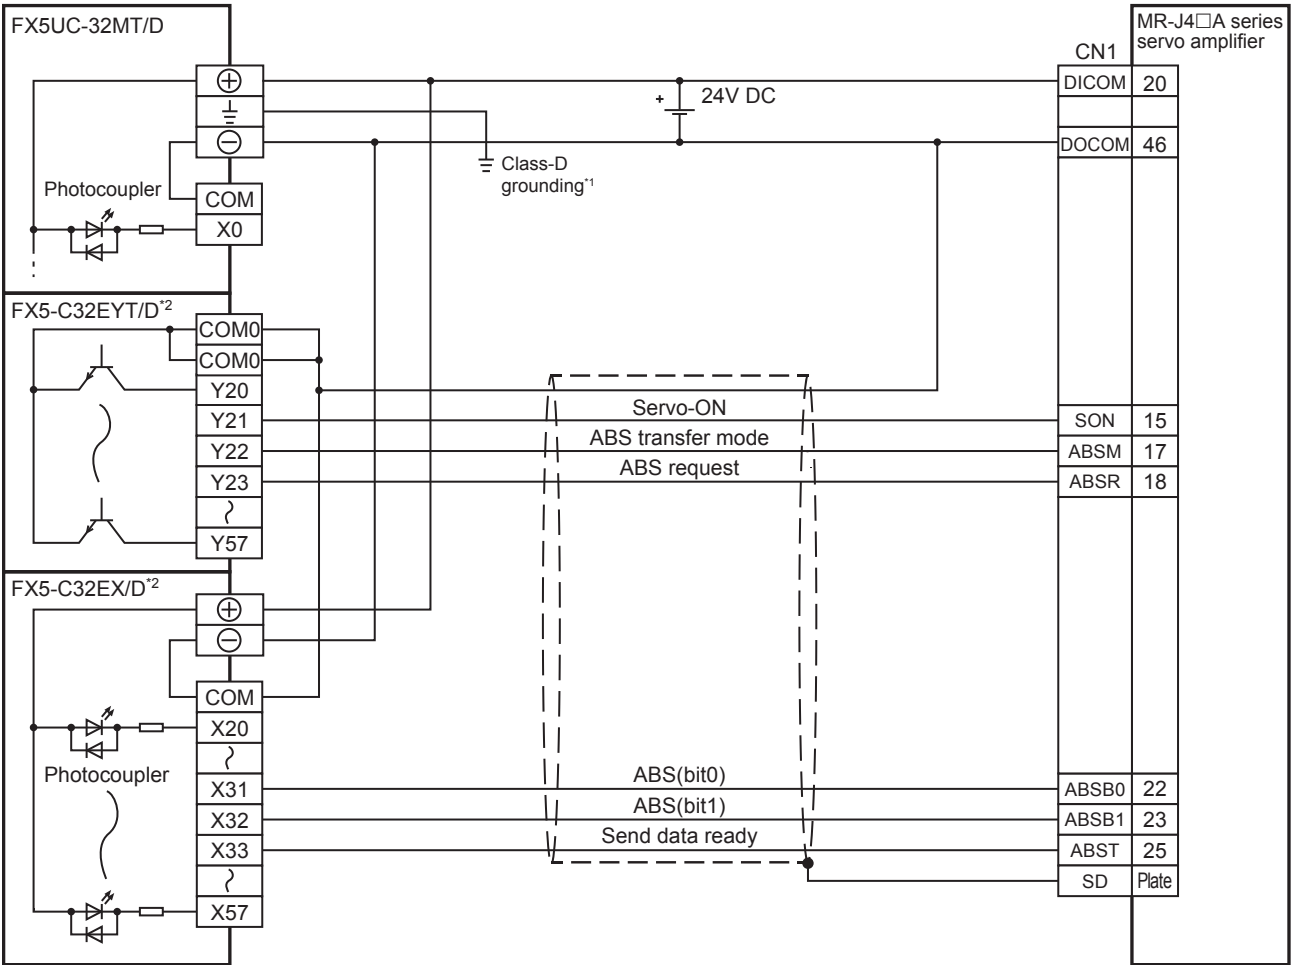 FX5UC-32MT/D
MR-J4□A series
servo amplifier
CN1
DICOM 20
24V DC
+
DOCOM 46
Class-D
grounding*1
Photocoupler
COM
X0
FX5-C32EYT/D*2
COM0
COM0
Y20
Y21 Servo-ON SON 15
Y22 ABS transfer mode ABSM 17
Y23 ABS request ABSR 18
Y57
FX5-C32EX/D*2
COM
X20
Photocoupler
X31 ABS(bit0) ABSB0 22
X32 ABS(bit1) ABSB1 23
X33 Send data ready ABST 25
SD Plate
X57